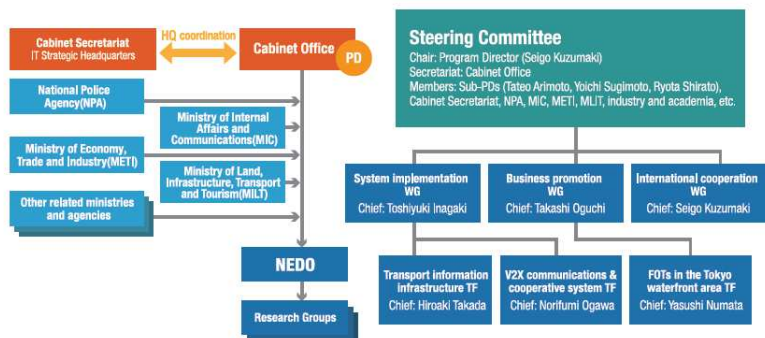 Cabinet Secretariat
IT Strategic Headquarters
HQ coordination
Cabinet Office
PD
National Police
Agency(NPA)
Ministry of Internal
Affairs and
Communications(MIC)
Ministry of Economy,
Trade and Industry(METI)
Ministry of Land,
Infrastructure, Transport
and Tourism(MILT)
Other related ministries
and agencies
NEDO
Research Groups
Steering Committee
Chair: Program Director (Seigo Kuzumaki)
Secretariat: Cabinet Office
Members: Sub-PDs (Tateo Arimoto, Yoichi Sugimoto, Ryota Shirato),
Cabinet Secretariat, NPA, MIC, METI, MLiT, industry and academia, etc.
System implementation
WG
Chief: Toshiyuki Inagaki
Business promotion
WG
Chief: Takashi Oguchi
International cooperation
WG
Chief: Seigo Kuzumaki
Transport information
infrastructure TF
Chief: Hiroaki Takada
V2X communications &
cooperative system TF
Chief: Norifumi Ogawa
FOTs in the Tokyo
waterfront area TF
Chief: Yasushi Numata